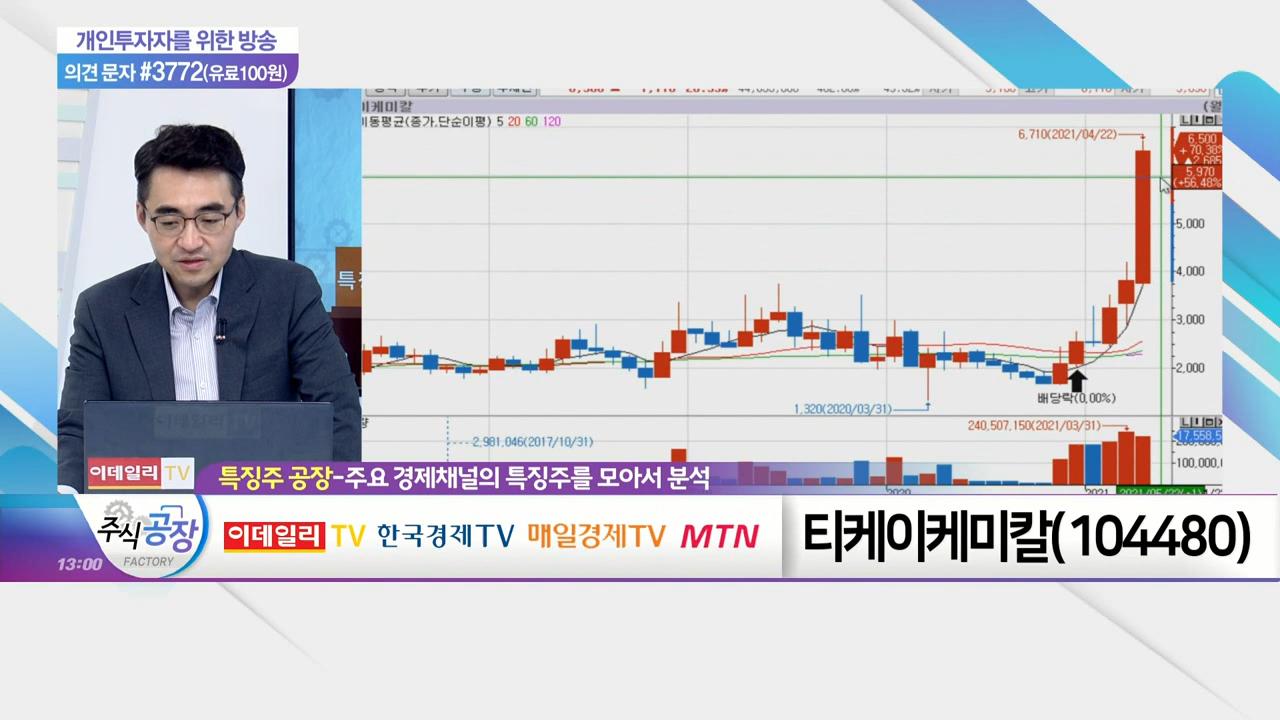 개인투자자를 위한 방송
의견 문자 #3772(유료100원)
이케미칼
(월
이동평균(종가,단순이평) 5 20 60 120
6,710(2021/04/22)
6,500
+ 70.38%
2,685
5,970
(+56.48%
5,000
4,000
3,000
2,000
배당락(0,00%)
1,320(2020/03/31)
특징
240,507,150(2021/03/31)
2,981,046(2017/10/31)
17,558,5
100,000,
2020
2021
이데일리 TV
특징주 공장-주요 경제채널의 특징주를 모아서 분석
주식공장
FACTORY
13:00
이데일리 TV 한국경제TV 매일경제TV MTN
티케이케미칼(104480)